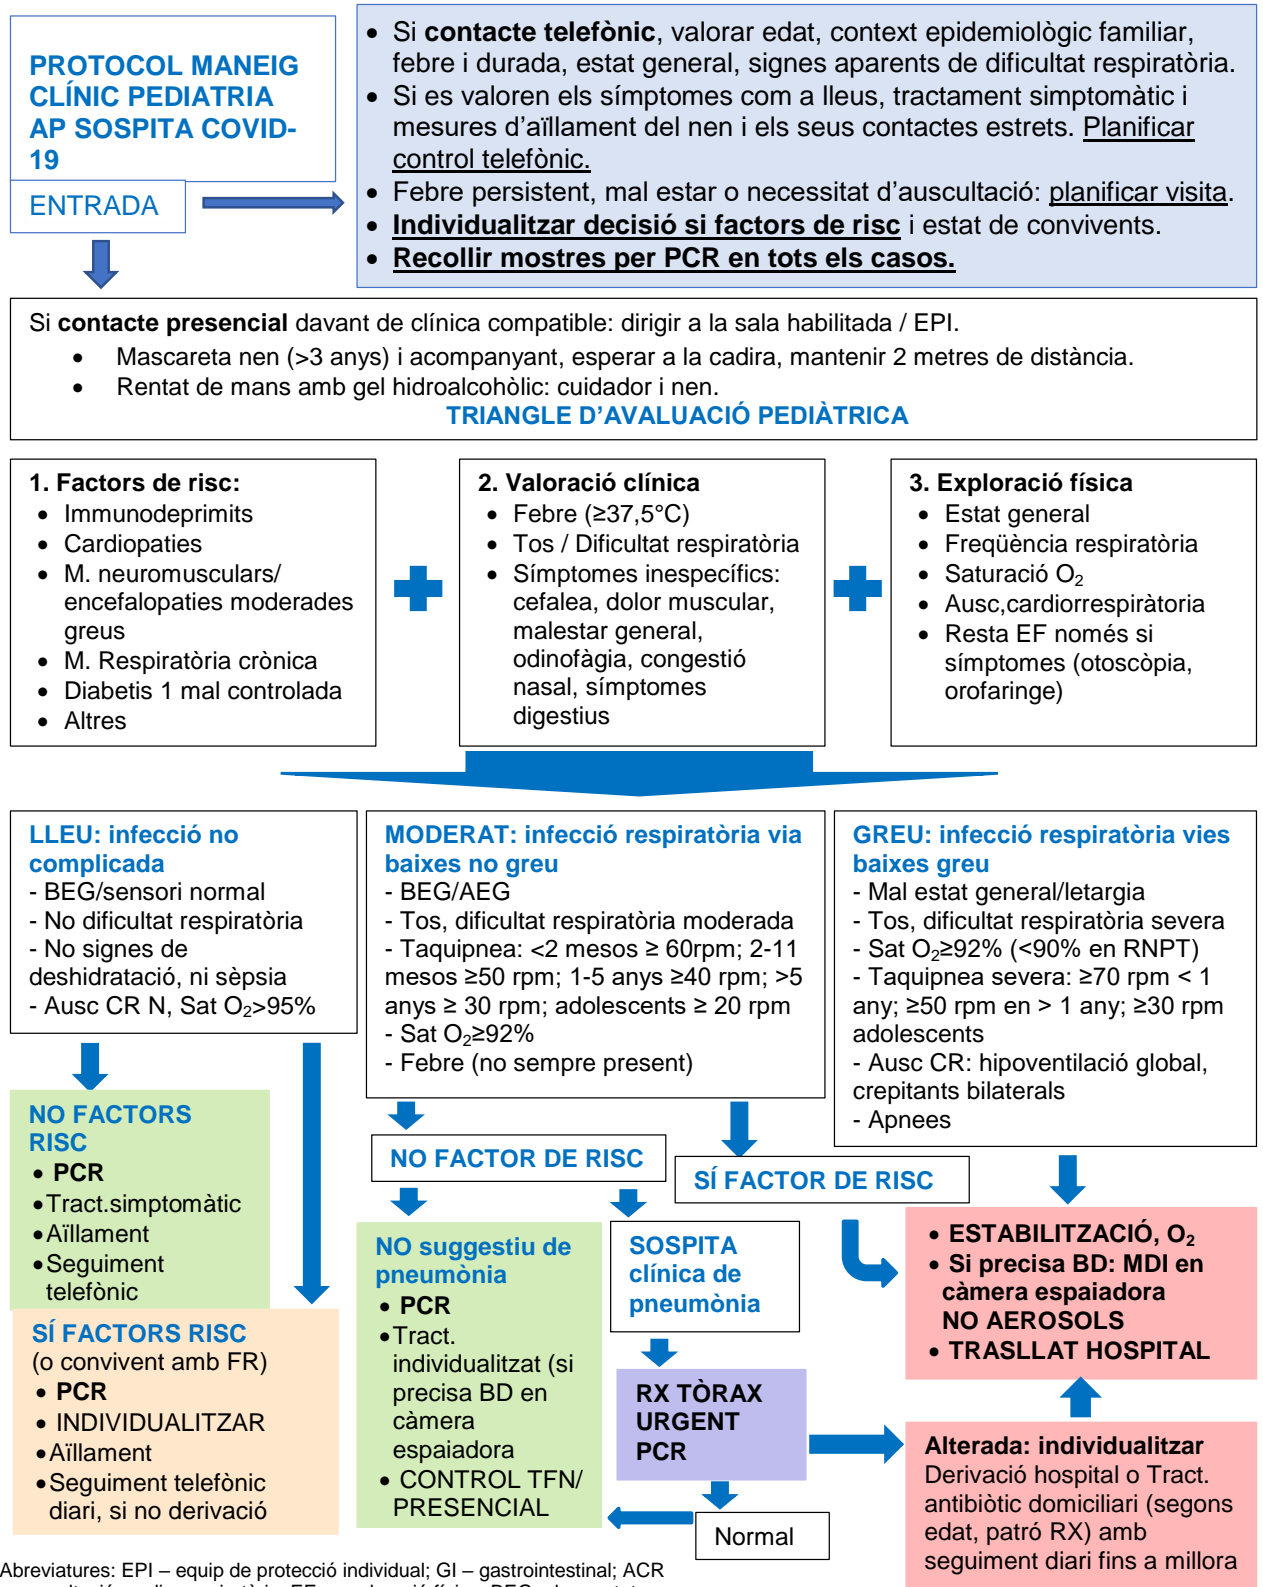 PROTOCOL MANEIG
CLÍNIC PEDIATRIA
AP SOSPITA COVID-
19
ENTRADA
• Si contacte telefònic, valorar edat, context epidemiològic familiar,
febre i durada, estat general, signes aparents de dificultat respiratòria.
• Si es valoren els símptomes com a lleus, tractament simptomàtic i
mesures d'aïllament del nen i els seus contactes estrets. Planificar
control telefònic.
• Febre persistent, mal estar o necessitat d'auscultació: planificar visita.
• Individualitzar decisió si factors de risc i estat de convivents.
• Recollir mostres per PCR en tots els casos.
Si contacte presencial davant de clínica compatible: dirigir a la sala habilitada / EPI.
• Mascareta nen (>3 anys) i acompanyant, esperar a la cadira, mantenir 2 metres de distància.
• Rentat de mans amb gel hidroalcohòlic: cuidador i nen.
TRIANGLE D'AVALUACIÓ PEDIÀTRICA
1. Factors de risc:
• Immunodeprimits
• Cardiopaties
• M. neuromusculars/
encefalopaties moderades
greus
• M. Respiratòria crònica
• Diabetis 1 mal controlada
• Altres
2. Valoració clínica
• Febre (≥37,5°C)
• Tos / Dificultat respiratòria
• Símptomes inespecífics:
cefalea, dolor muscular,
malestar general,
odinofàgia, congestió
nasal, símptomes
digestius
3. Exploració física
• Estat general
• Freqüència respiratòria
• Saturació O2
• Ausc,cardiorrespiràtoria
• Resta EF només si
símptomes (otoscòpia,
orofaringe)
LLEU: infecció no
complicada
- BEG/sensori normal
- No dificultat respiratòria
- No signes de
deshidratació, ni sèpsia
- Ausc CR N, Sat O2>95%
MODERAT: infecció respiratòria via
baixes no greu
- BEG/AEG
- Tos, dificultat respiratòria moderada
- Taquipnea: <2 mesos ≥ 60rpm; 2-11
mesos ≥50 rpm; 1-5 anys ≥40 rpm; >5
anys ≥ 30 rpm; adolescents ≥ 20 rpm
- Sat O2≥92%
- Febre (no sempre present)
GREU: infecció respiratòria vies
baixes greu
- Mal estat general/letargia
- Tos, dificultat respiratòria severa
- Sat O2≥92% (<90% en RNPT)
- Taquipnea severa: ≥70 rpm < 1
any; ≥50 rpm en > 1 any; ≥30 rpm
adolescents
- Ausc CR: hipoventilació global,
crepitants bilaterals
- Apnees
NO FACTORS
RISC
• PCR
• Tract.simptomàtic
• Aïllament
• Seguiment
telefònic
SÍ FACTORS RISC
(o convivent amb FR)
• PCR
• INDIVIDUALITZAR
• Aïllament
• Seguiment telefònic
diari, si no derivació
NO FACTOR DE RISC
SÍ FACTOR DE RISC
NO suggestiu de
pneumònia
• PCR
• Tract.
individualitzat (si
precisa BD en
càmera
espaiadora
• CONTROL TFN/
PRESENCIAL
SOSPITA
clínica de
pneumònia
RX TÒRAX
URGENT
PCR
Normal
• ESTABILITZACIÓ, O2
• Si precisa BD: MDI en
càmera espaiadora
NO AEROSOLS
• TRASLLAT HOSPITAL
Alterada: individualitzar
Derivació hospital o Tract.
antibiòtic domiciliari (segons
edat, patró RX) amb
seguiment diari fins a millora
Abreviatures: EPI – equip de protecció individual; GI – gastrointestinal; ACR